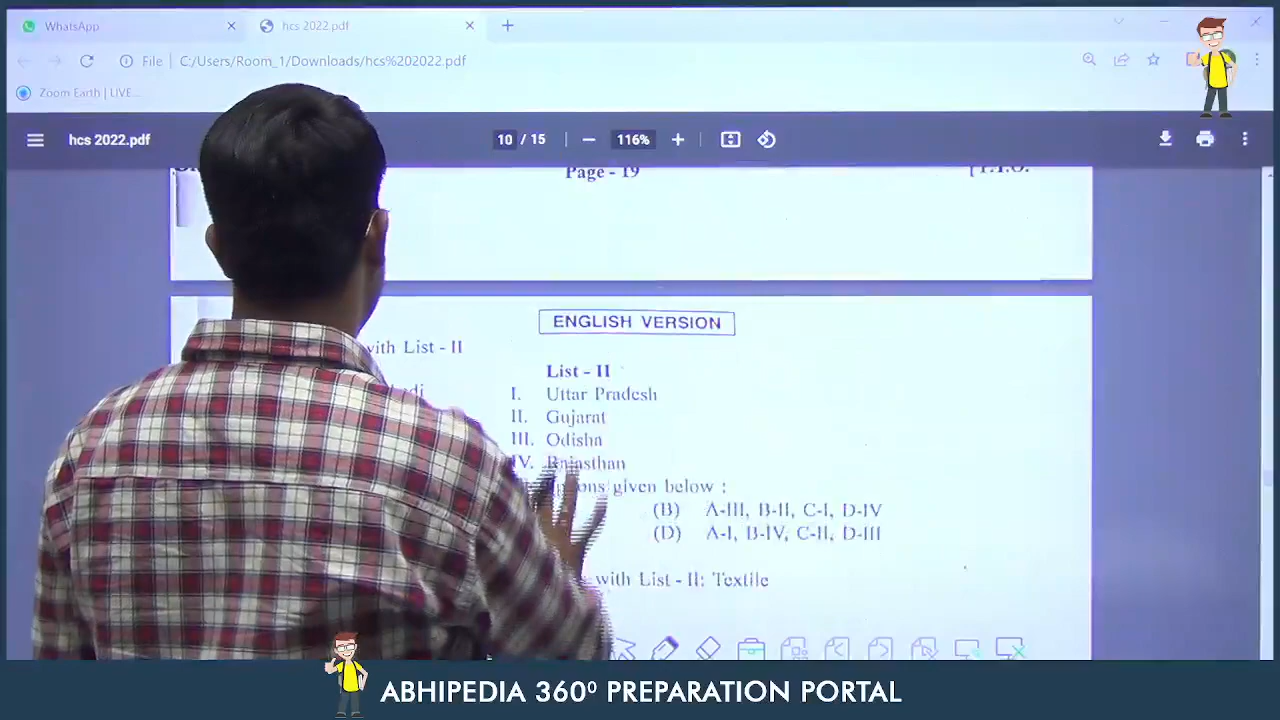 WhatsApp
hcs 2022.pdf
File C:/Users/Room_1/Downloads/hcs%202022.pdf
Zoom Earth | LIVE...
hcs 2022.pdf
10 / 15
116%
Page - 19
[ P.T.O.
ENGLISH VERSION
with List - II
List - II
I. Uttar Pradesh
II. Gujarat
III. Odisha
IV. Rajasthan
given below :
(B) A-III, B-II, C-I, D-IV
(D) A-I, B-IV, C-II, D-III
with List - II: Textile
ABHIPEDIA 360⁰ PREPARATION PORTAL